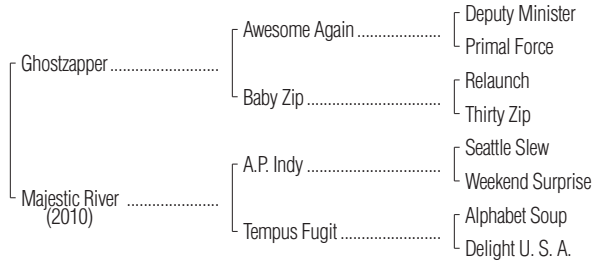 Deputy Minister
Awesome Again ..................
Primal Force
Ghostzapper .......................
Relaunch
Baby Zip .............................
Thirty Zip
Seattle Slew
A.P. Indy .............................
Weekend Surprise
Majestic River ...................
(2010)
Alphabet Soup
Tempus Fugit .....................
Delight U. S. A.